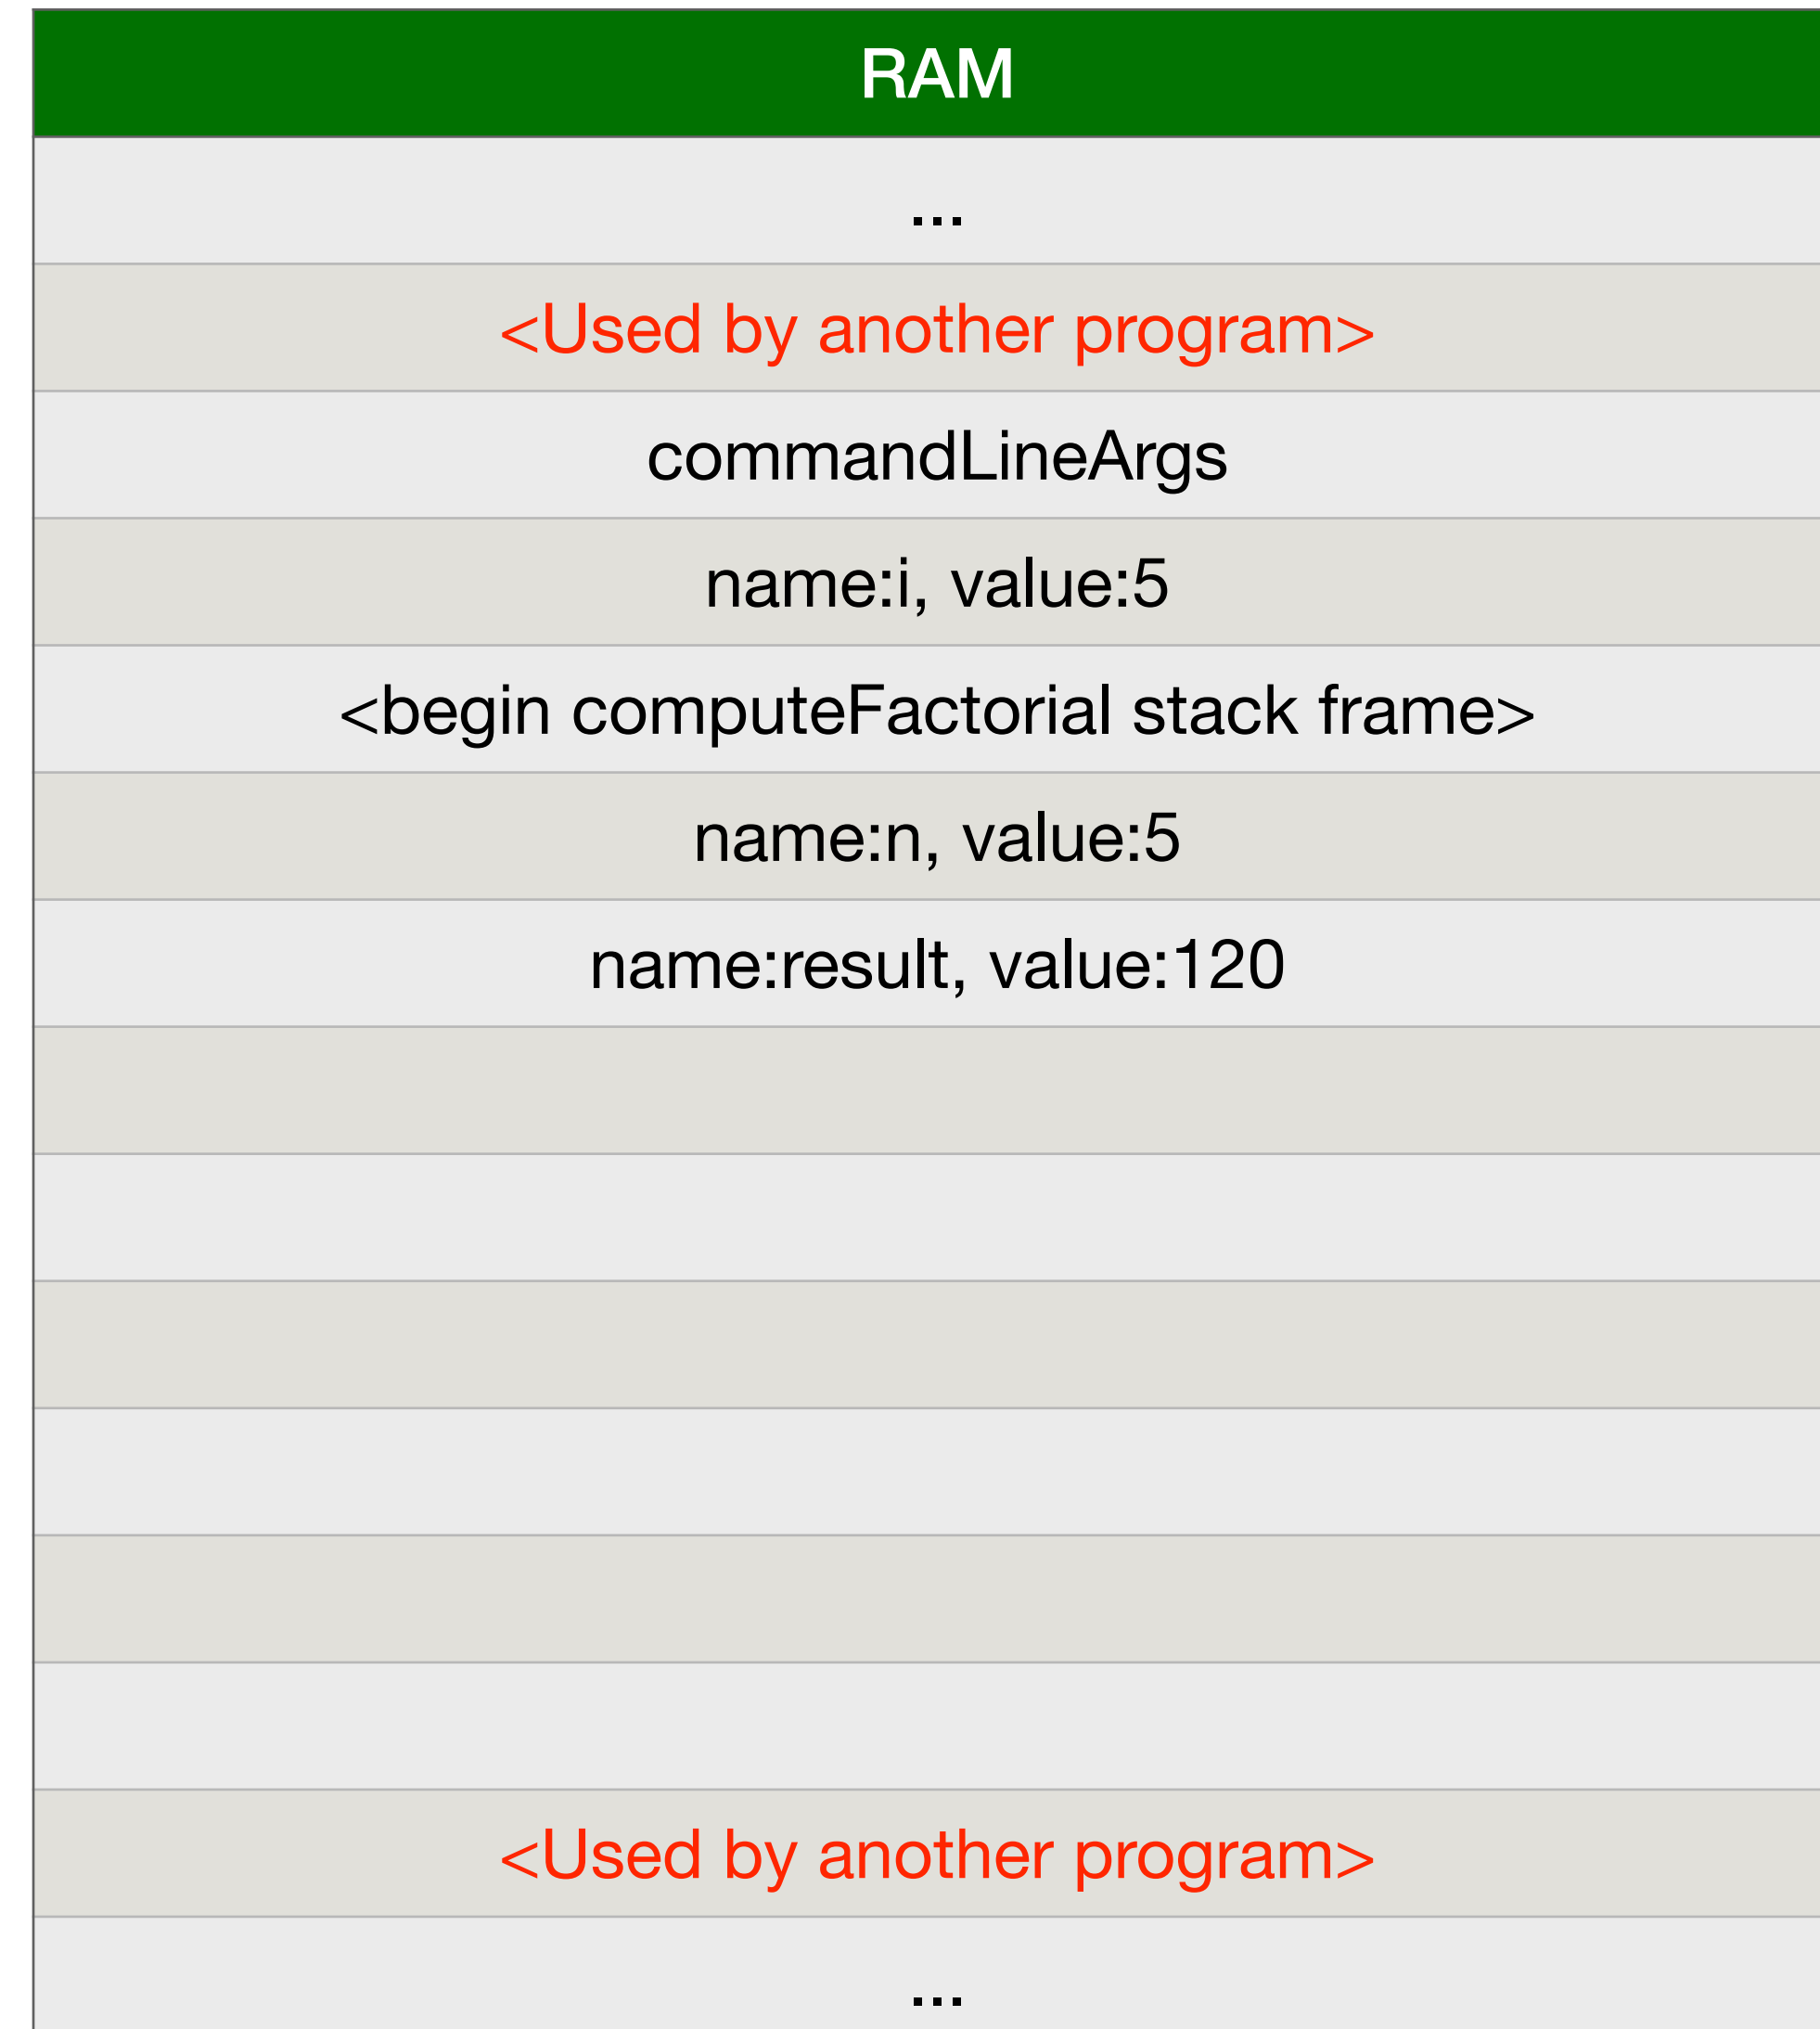 RAM
...
<Used by another program>
commandLineArgs
name:i, value:5
<begin computeFactorial stack frame>
name:n, value:5
name:result, value:120
<Used by another program>
...